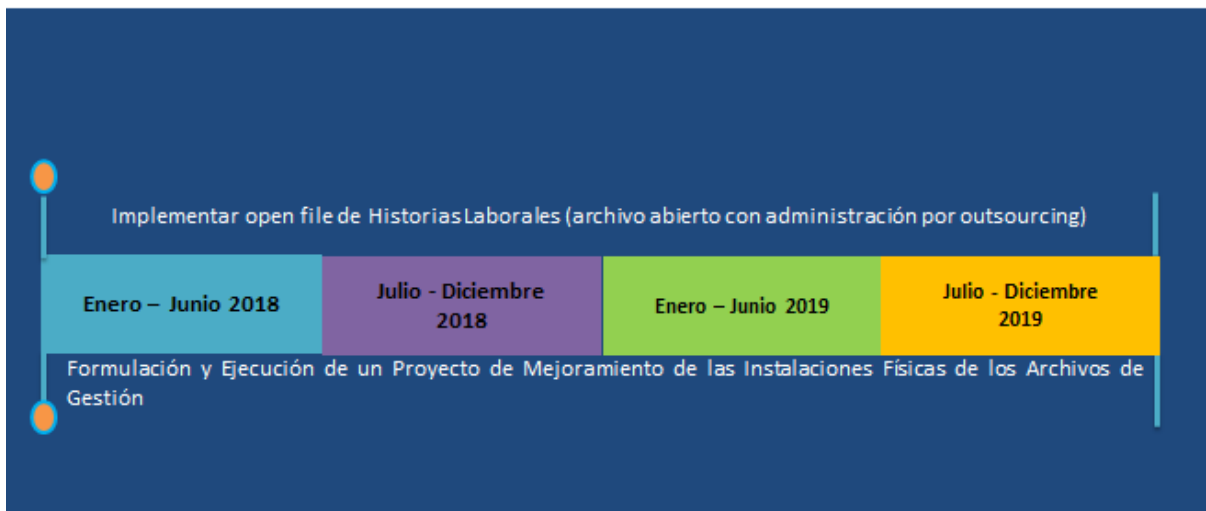 Implementar open file de Historias Laborales (archivo abierto con administración por outsourcing)
Enero – Junio 2018
Julio - Diciembre
2018
Enero – Junio 2019
Julio - Diciembre
2019
Formulación y Ejecución de un Proyecto de Mejoramiento de las Instalaciones Físicas de los Archivos de
Gestión